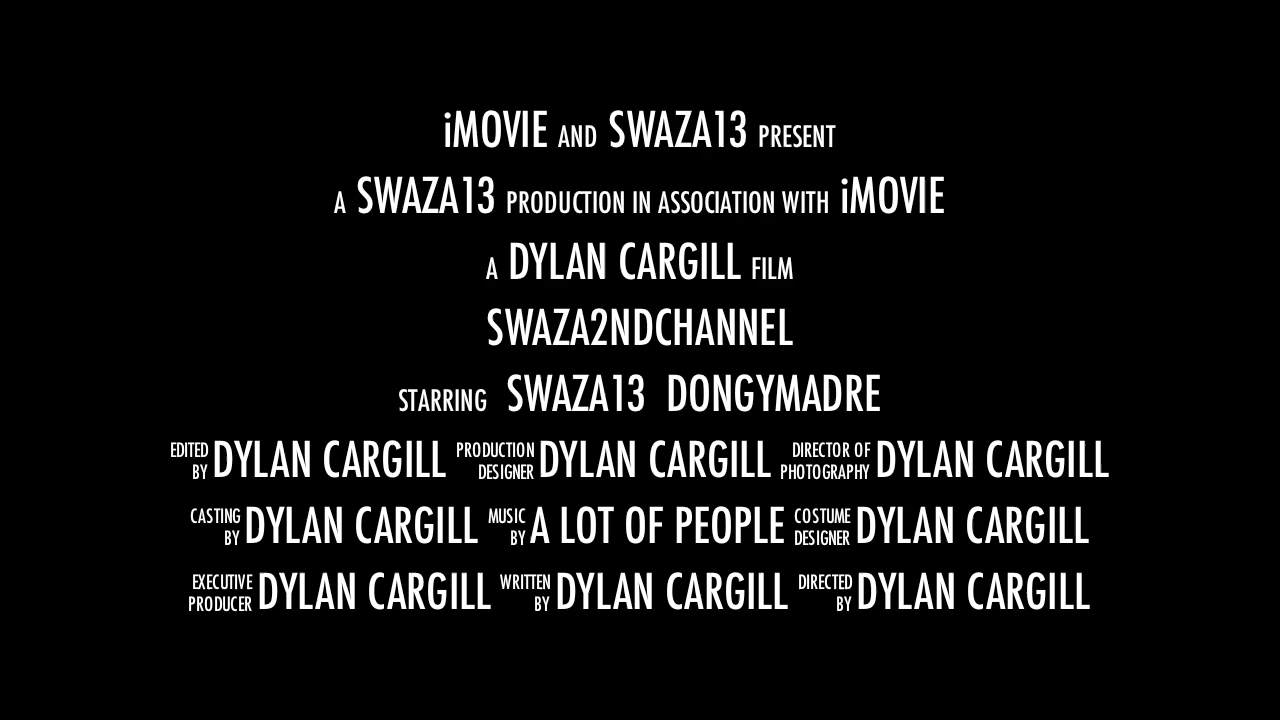 iMOVIE AND SWAZA13 PRESENT
A SWAZA13 PRODUCTION IN ASSOCIATION WITH iMOVIE
A DYLAN CARGILL FILM
SWAZA2NDCHANNEL
STARRING SWAZA13 DONGYMADRE
EDITED BY DYLAN CARGILL PRODUCTION DESIGNER DYLAN CARGILL DIRECTOR OF PHOTOGRAPHY DYLAN CARGILL
CASTING BY DYLAN CARGILL MUSIC BY A LOT OF PEOPLE COSTUME DESIGNER DYLAN CARGILL
EXECUTIVE PRODUCER DYLAN CARGILL WRITTEN BY DYLAN CARGILL DIRECTED BY DYLAN CARGILL